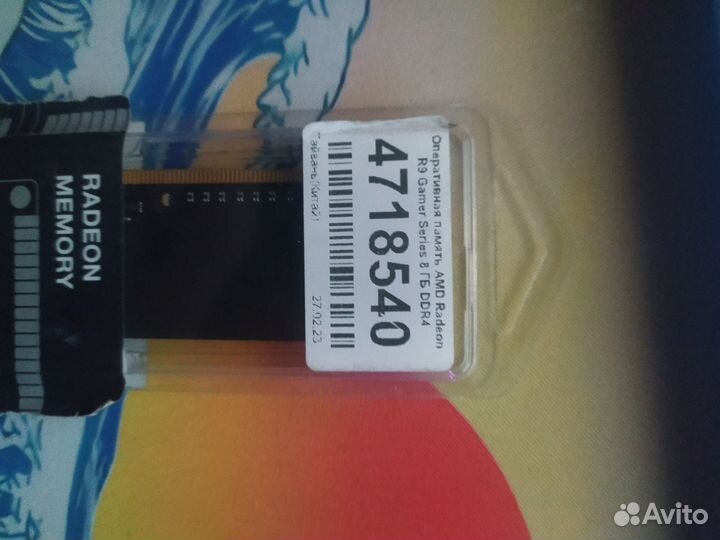 RADEON
MEMORY
Оперативная память AMD Radeon
R9 Gamer Series 8 ГБ DDR4
4718540
Тайвань(Китай)
27.02.23
Avito